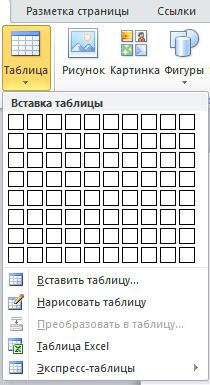 Разметка страницы Ссылки
Таблица Рисунок Картинка Фигуры
Вставка таблицы
Вставить таблицу...
Нарисовать таблицу
Преобразовать в таблицу...
Таблица Excel
Экспресс-таблицы